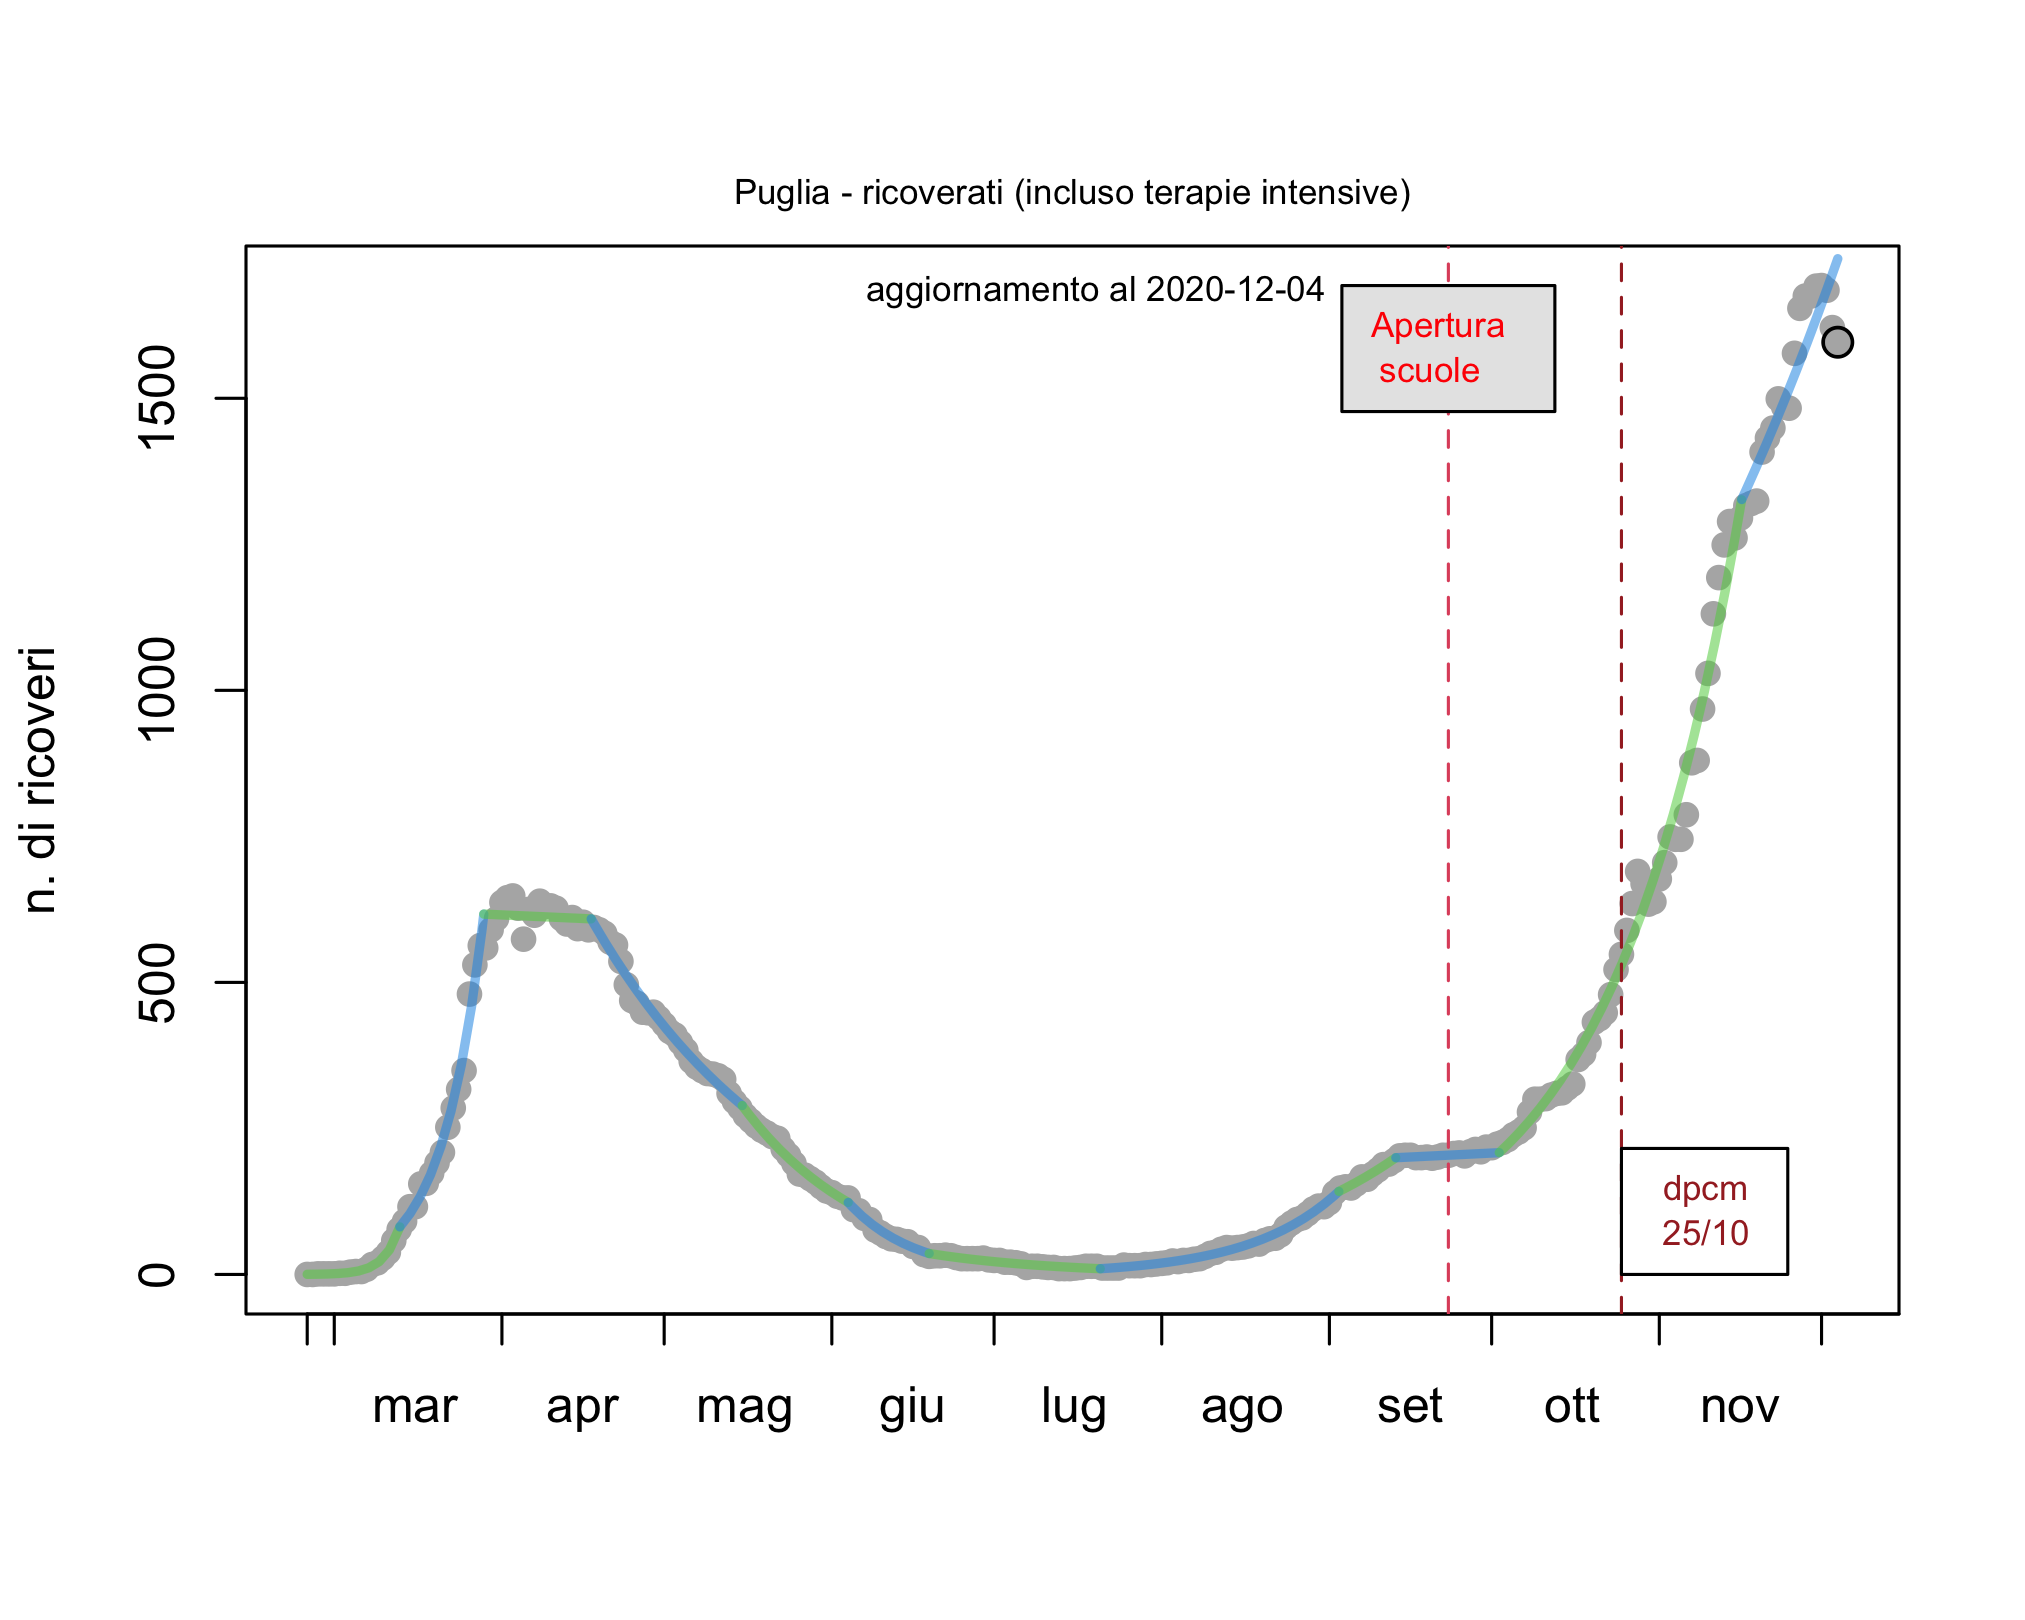 Puglia - ricoverati (incluso terapie intensive)
aggiornamento al 2020-12-04
Apertura
scuole
n. di ricoveri
1500
1000
500
0
dpcm
25/10
mar apr mag giu lug ago set ott nov